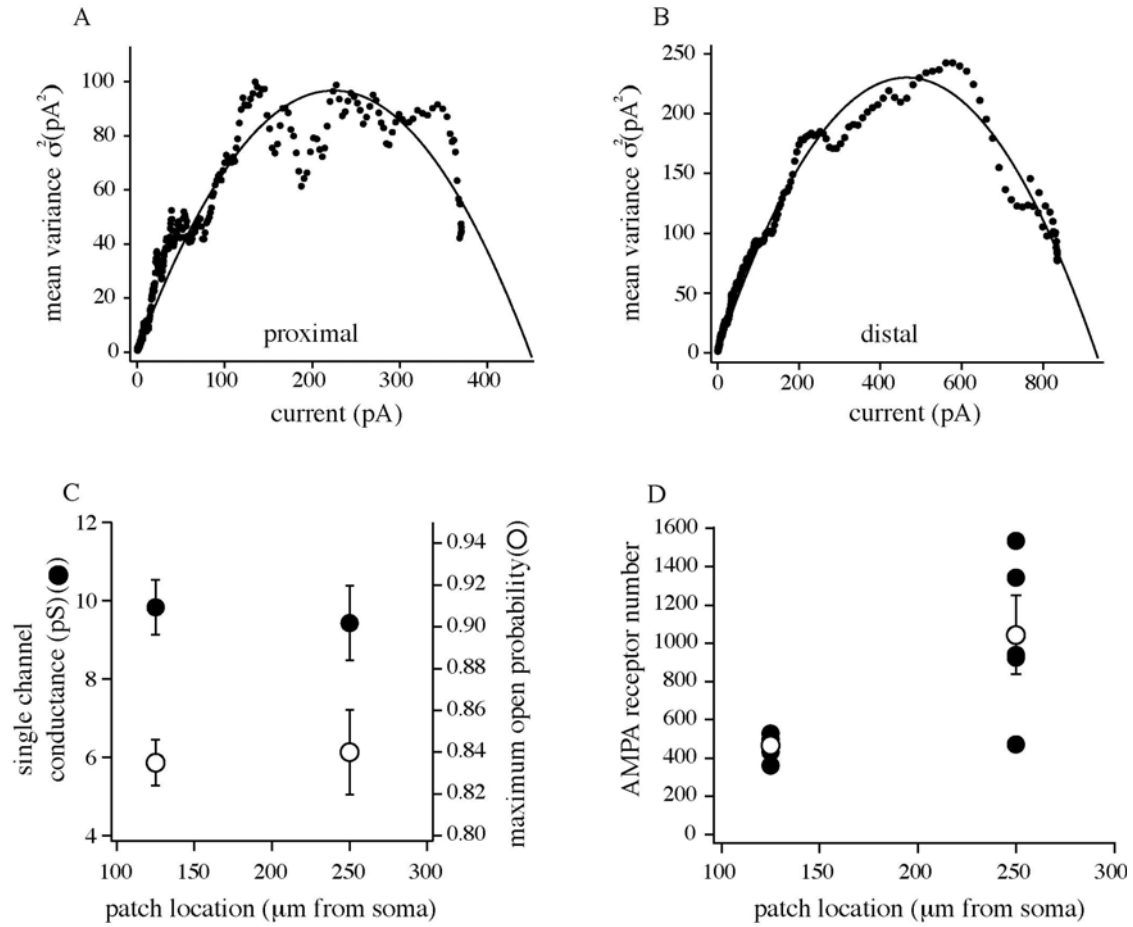 A
mean variance σ̄²(pA²)
100
80
60
40
20
0
proximal
0 100 200 300 400
current (pA)
B
mean variance σ̄²(pA²)
250
200
150
100
50
0
distal
0 200 400 600 800
current (pA)
C
single channel
conductance (pS)(●)
12
10
8
6
4
maximum open probability(○)
0.94
0.92
0.90
0.88
0.86
0.84
0.82
0.80
100 150 200 250 300
patch location (μm from soma)
D
AMPA receptor number
1600
1400
1200
1000
800
600
400
200
0
100 150 200 250 300
patch location (μm from soma)